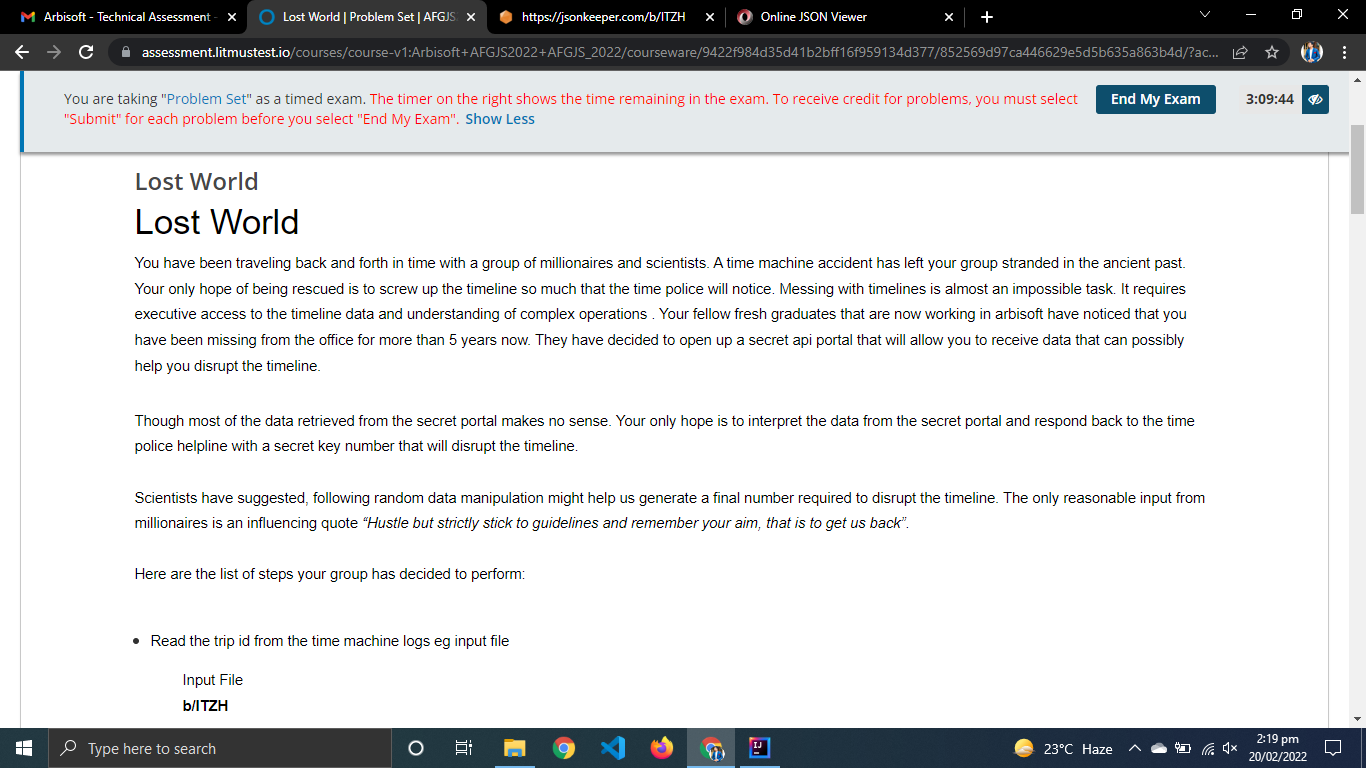 Arbisoft - Technical Assessment -
Lost World | Problem Set | AFGJS
https://jsonkeeper.com/b/ITZH
Online JSON Viewer
assessment.litmustest.io/courses/course-v1:Arbisoft+AFGJS2022+AFGJS_2022/courseware/9422f984d35d41b2bff16f959134d377/852569d97ca446629e5d5b635a863b4d/?ac...
You are taking "Problem Set" as a timed exam. The timer on the right shows the time remaining in the exam. To receive credit for problems, you must select
"Submit" for each problem before you select "End My Exam". Show Less
End My Exam
3:09:44
Lost World
Lost World
You have been traveling back and forth in time with a group of millionaires and scientists. A time machine accident has left your group stranded in the ancient past.
Your only hope of being rescued is to screw up the timeline so much that the time police will notice. Messing with timelines is almost an impossible task. It requires
executive access to the timeline data and understanding of complex operations . Your fellow fresh graduates that are now working in arbisoft have noticed that you
have been missing from the office for more than 5 years now. They have decided to open up a secret api portal that will allow you to receive data that can possibly
help you disrupt the timeline.
Though most of the data retrieved from the secret portal makes no sense. Your only hope is to interpret the data from the secret portal and respond back to the time
police helpline with a secret key number that will disrupt the timeline.
Scientists have suggested, following random data manipulation might help us generate a final number required to disrupt the timeline. The only reasonable input from
millionaires is an influencing quote “Hustle but strictly stick to guidelines and remember your aim, that is to get us back”.
Here are the list of steps your group has decided to perform:
• Read the trip id from the time machine logs eg input file
Input File
b/ITZH
Type here to search
23°C Haze
2:19 pm
20/02/2022